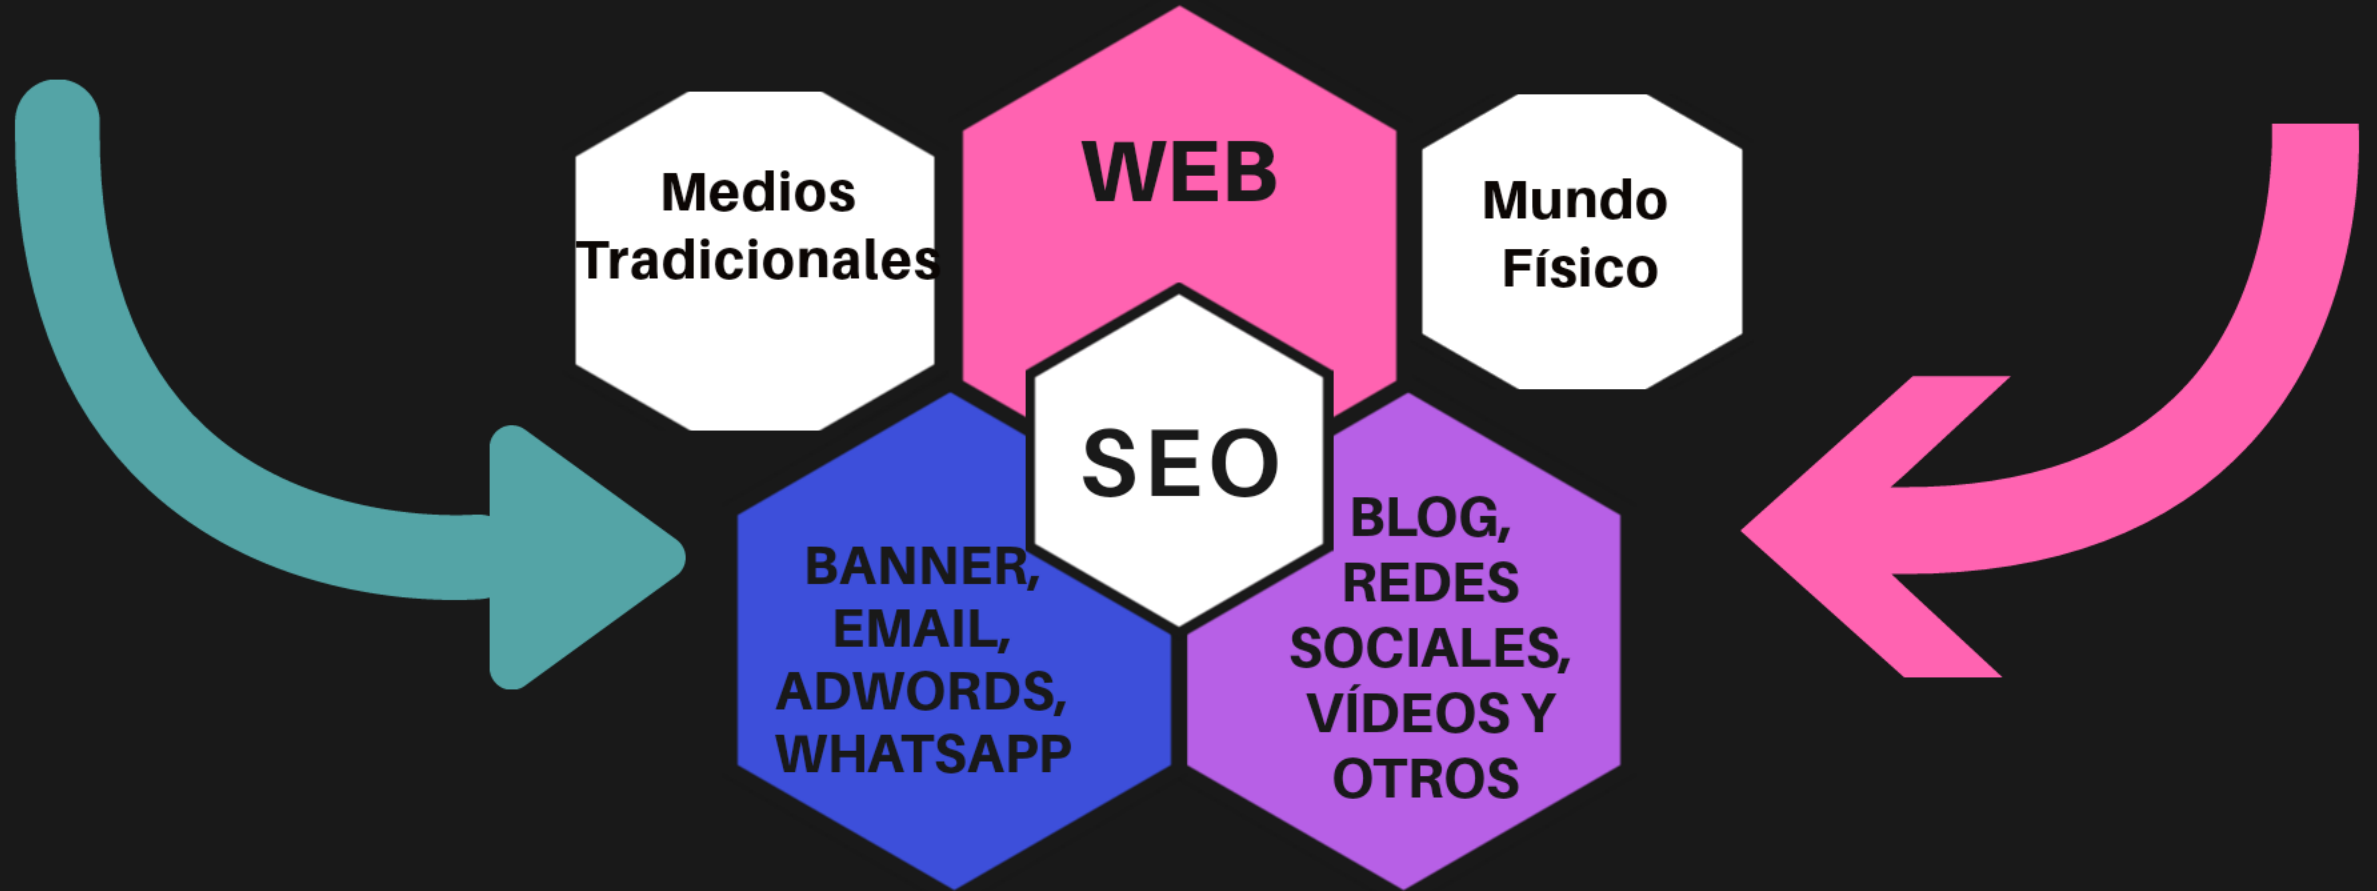 Medios
Tradicionales
WEB
Mundo
Físico
SEO
BANNER,
EMAIL,
ADWORDS,
WHATSAPP
BLOG,
REDES
SOCIALES,
VÍDEOS Y
OTROS